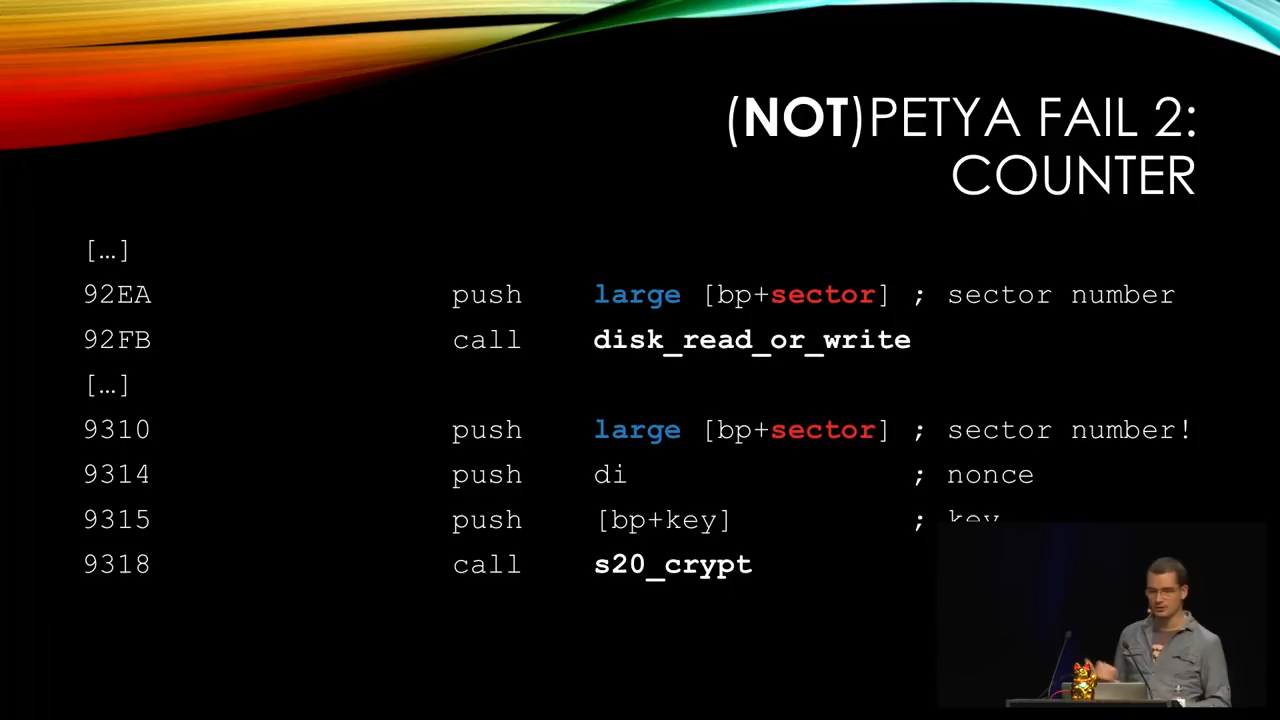 (NOT)PETYA FAIL 2:
COUNTER
[…]
92EA push large [bp+sector] ; sector number
92FB call disk_read_or_write
[…]
9310 push large [bp+sector] ; sector number!
9314 push di ; nonce
9315 push [bp+key] ; key
9318 call s20_crypt